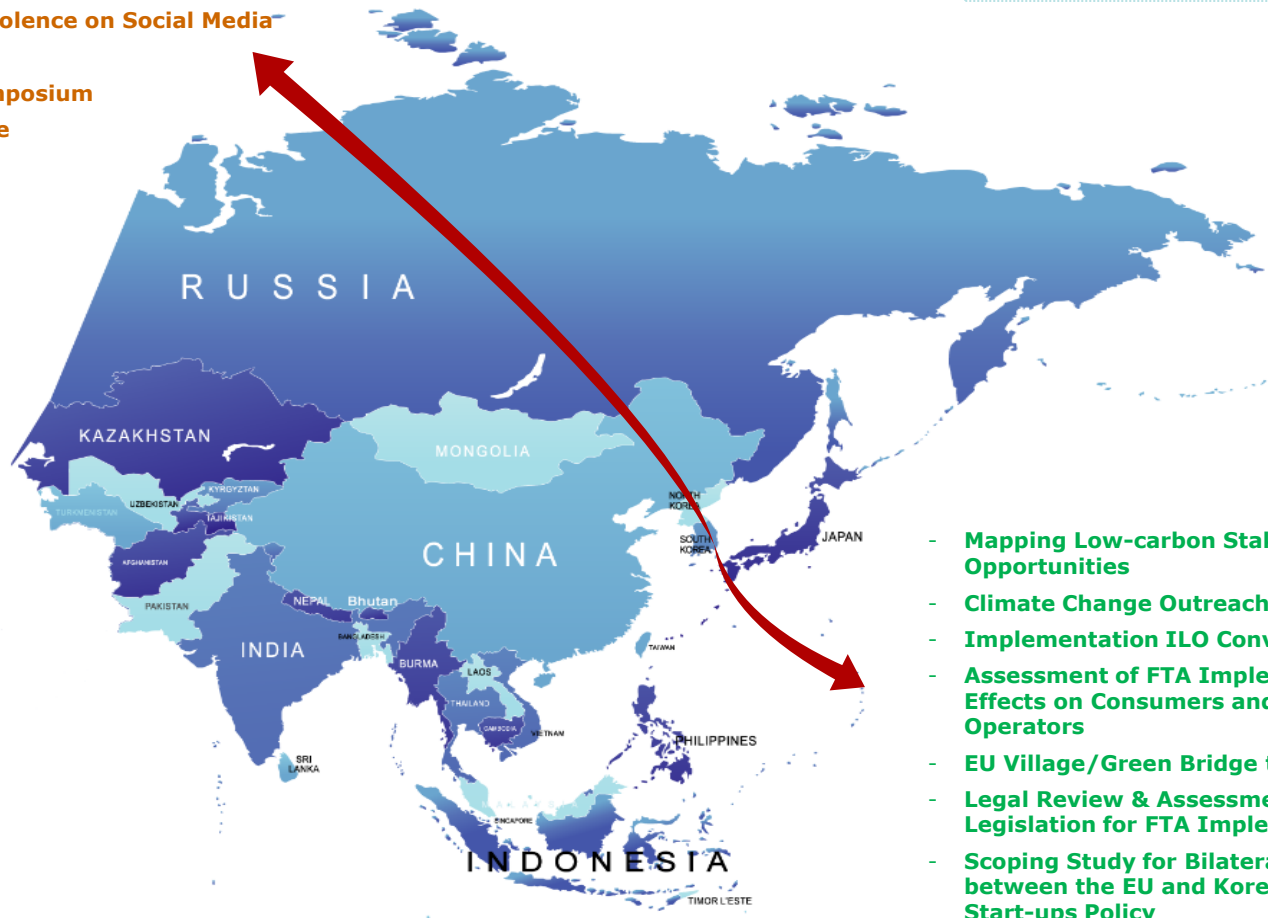 olence on Social Media
mposium
e
RUSSIA
KAZAKHSTAN
MONGOLIA
KYRGYZTAN
UZBEKISTAN
TURKMENISTAN
TAJIKISTAN
NORTH
KOREA
SOUTH
KOREA
JAPAN
CHINA
AFGHANISTAN
PAKISTAN
NEPAL
Bhutan
BANGLADESH
INDIA
BURMA
TAIWAN
LAOS
THAILAND
CAMBODIA
VIETNAM
PHILIPPINES
SRI
LANKA
SINGAPORE
INDONESIA
TIMOR L'ESTE
- Mapping Low-carbon Stal
Opportunities
- Climate Change Outreach
- Implementation ILO Conv
- Assessment of FTA Imple
Effects on Consumers and
Operators
- EU Village/Green Bridge t
- Legal Review & Assessme
Legislation for FTA Imple
- Scoping Study for Bilatera
between the EU and Kore
Start-ups Policy